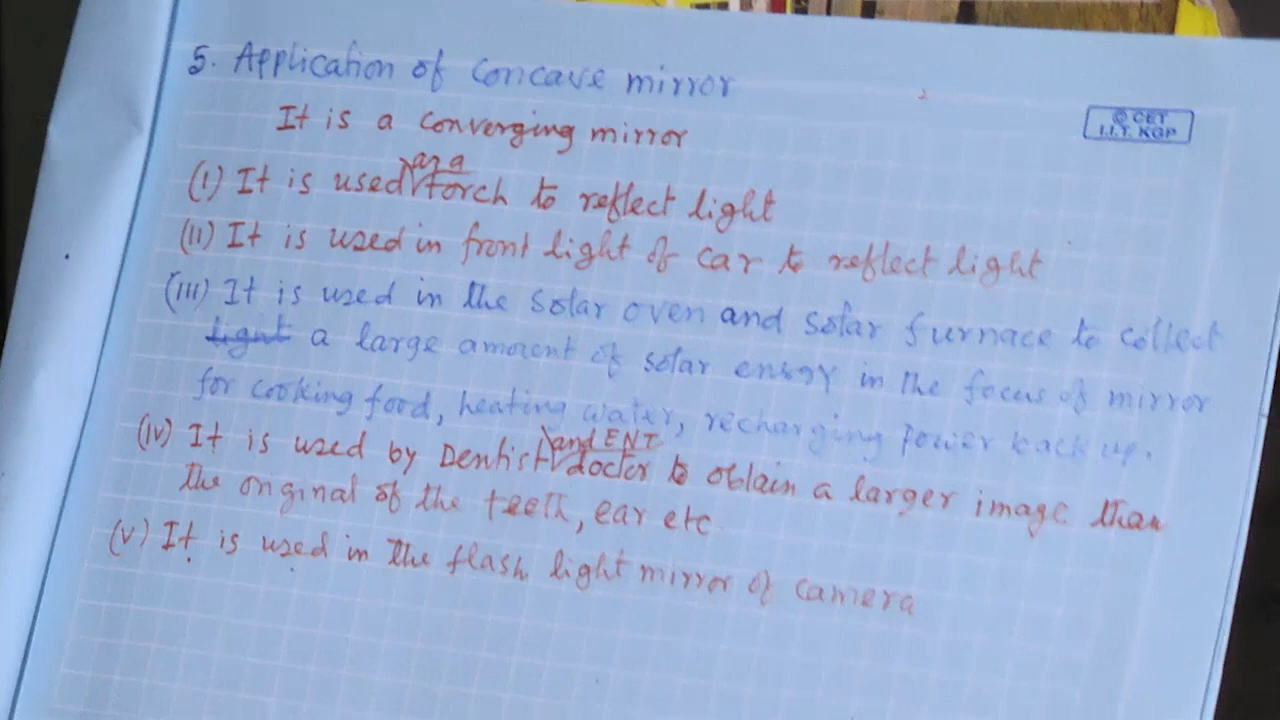 5. Application of Concave mirror
It is a converging mirror
© CET
I.I.T. KGP
(i) It is used as a torch to reflect light
(ii) It is used in front light of car to reflect light
(iii) It is used in the solar oven and solar furnace to collect
light a large amount of solar energy in the focus of mirror
for cooking food, heating water, recharging power back up.
(iv) It is used by Dentist and ENT doctor to obtain a larger image than
the original of the teeth, ear etc.
(v) It is used in the flash light mirror of camera